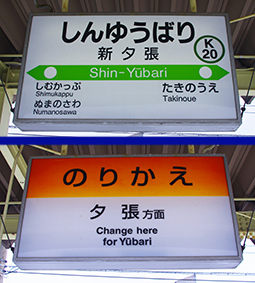 しんゆうばり
新夕張
K
20
Shin-Yūbari
しむかっぷ
Shimukappu
ぬまのさわ
Numanosawa
たきのうえ
Takinoue
のりかえ
夕張方面
Change here
for Yūbari